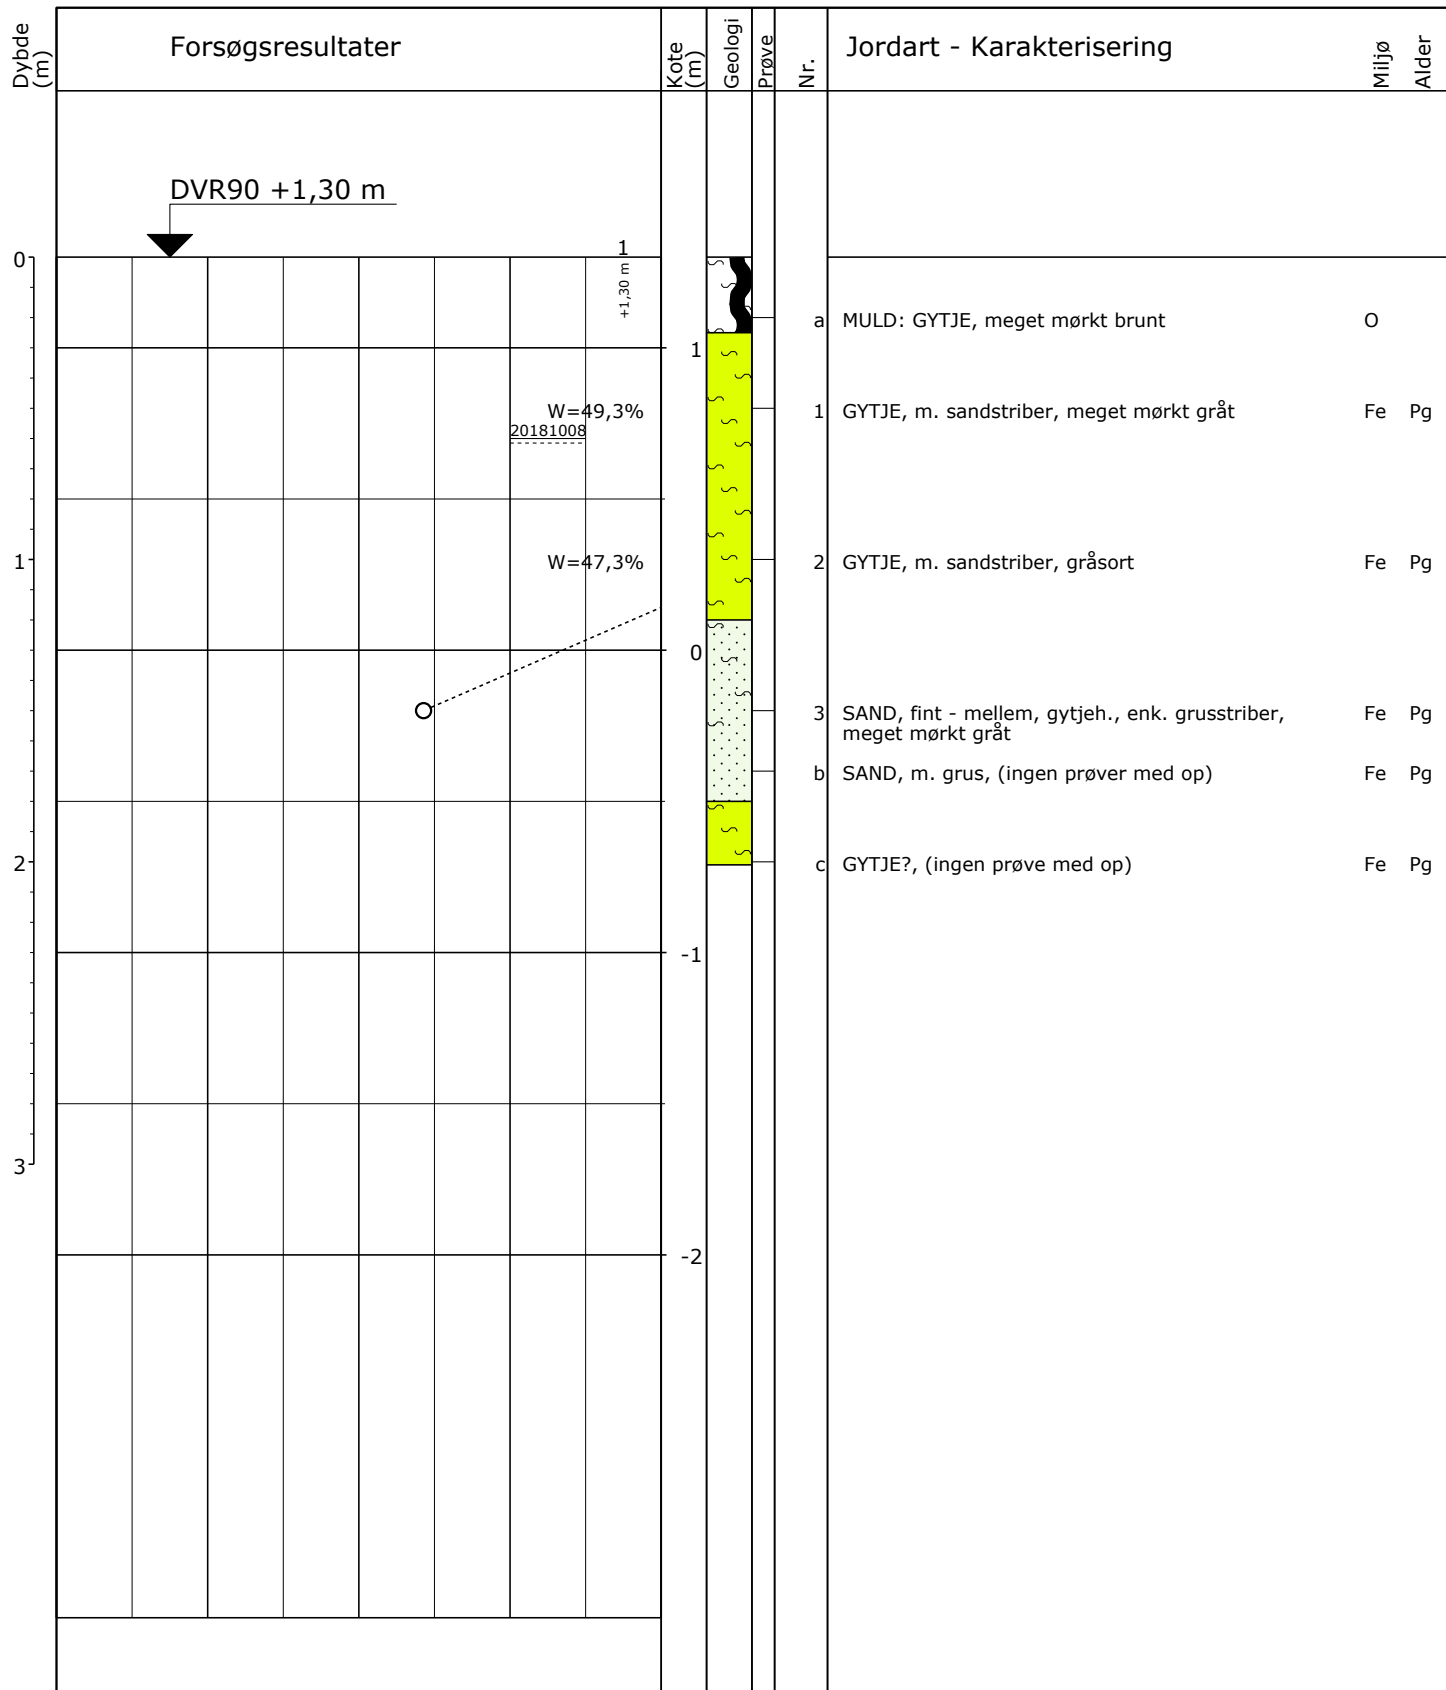 Dybde
(m)
Forsøgsresultater
Kote
(m)
Geologi
Prøve
Nr.
Jordart - Karakterisering
Miljø
Alder
DVR90 +1,30 m
1
+1,30 m
0
a MULD: GYTJE, meget mørkt brunt O
1
W=49,3% 1 GYTJE, m. sandstriber, meget mørkt gråt Fe Pg
20181008
1 W=47,3% 2 GYTJE, m. sandstriber, gråsort Fe Pg
0
3 SAND, fint - mellem, gytjeh., enk. grusstriber, Fe Pg
meget mørkt gråt
b SAND, m. grus, (ingen prøver med op) Fe Pg
2 c GYTJE?, (ingen prøve med op) Fe Pg
-1
3
-2